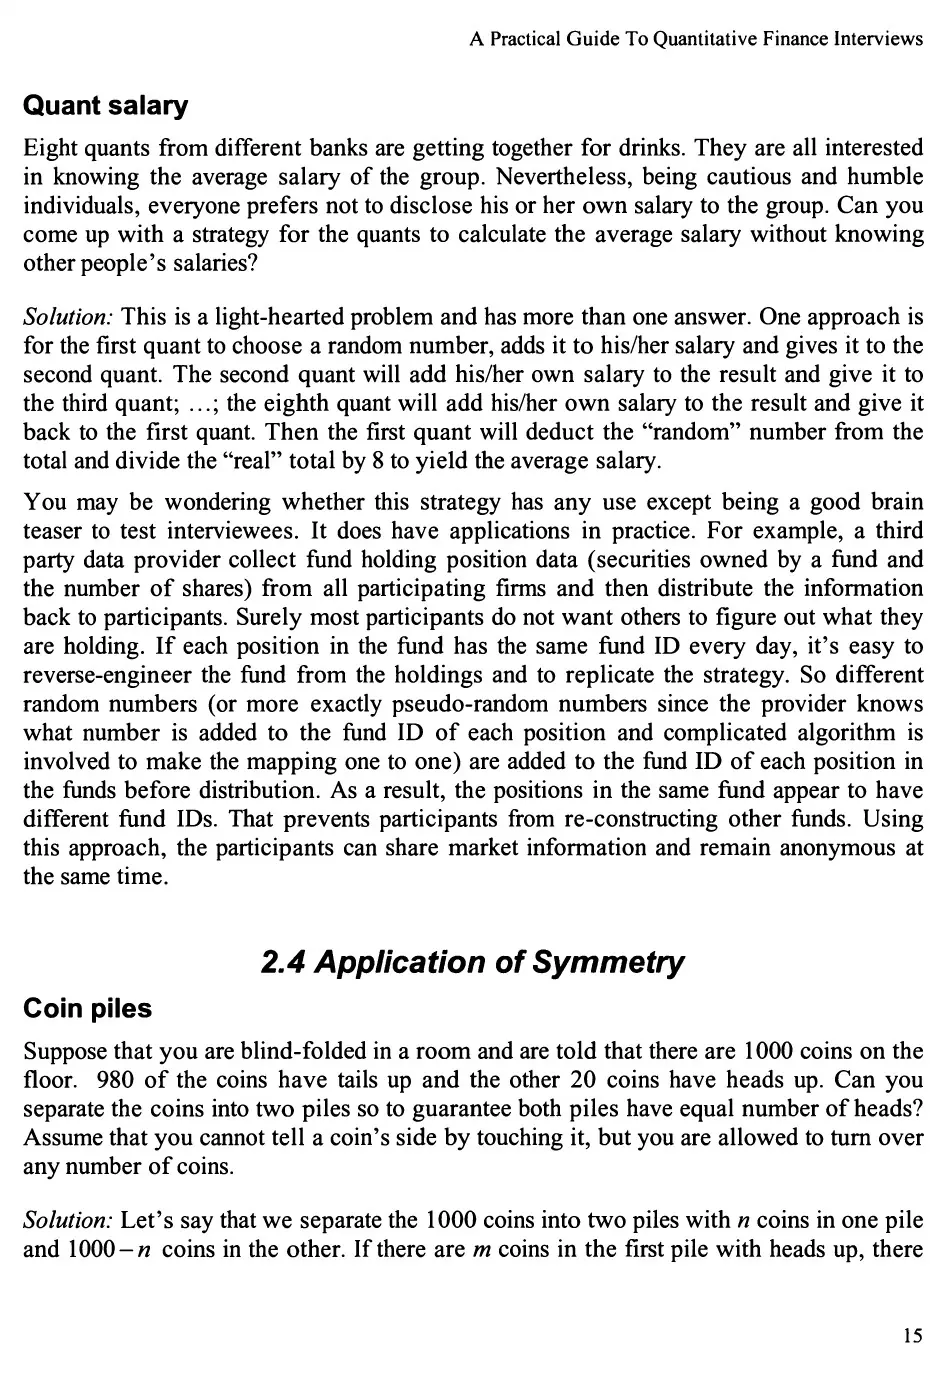 A Practical Guide To Quantitative Finance Interviews
Quant salary
Eight quants from different banks are getting together for drinks. They are all interested
in knowing the average salary of the group. Nevertheless, being cautious and humble
individuals, everyone prefers not to disclose his or her own salary to the group. Can you
come up with a strategy for the quants to calculate the average salary without knowing
other people's salaries?
Solution: This is a light-hearted problem and has more than one answer. One approach is
for the first quant to choose a random number, adds it to his/her salary and gives it to the
second quant. The second quant will add his/her own salary to the result and give it to
the third quant; ...; the eighth quant will add his/her own salary to the result and give it
back to the first quant. Then the first quant will deduct the “random” number from the
total and divide the “real” total by 8 to yield the average salary.
You may be wondering whether this strategy has any use except being a good brain
teaser to test interviewees. It does have applications in practice. For example, a third
party data provider collect fund holding position data (securities owned by a fund and
the number of shares) from all participating firms and then distribute the information
back to participants. Surely most participants do not want others to figure out what they
are holding. If each position in the fund has the same fund ID every day, it's easy to
reverse-engineer the fund from the holdings and to replicate the strategy. So different
random numbers (or more exactly pseudo-random numbers since the provider knows
what number is added to the fund ID of each position and complicated algorithm is
involved to make the mapping one to one) are added to the fund ID of each position in
the funds before distribution. As a result, the positions in the same fund appear to have
different fund IDs. That prevents participants from re-constructing other funds. Using
this approach, the participants can share market information and remain anonymous at
the same time.
2.4 Application of Symmetry
Coin piles
Suppose that you are blind-folded in a room and are told that there are 1000 coins on the
floor. 980 of the coins have tails up and the other 20 coins have heads up. Can you
separate the coins into two piles so to guarantee both piles have equal number of heads?
Assume that you cannot tell a coin's side by touching it, but you are allowed to turn over
any number of coins.
Solution: Let's say that we separate the 1000 coins into two piles with n coins in one pile
and 1000 – n coins in the other. If there are m coins in the first pile with heads up, there
15